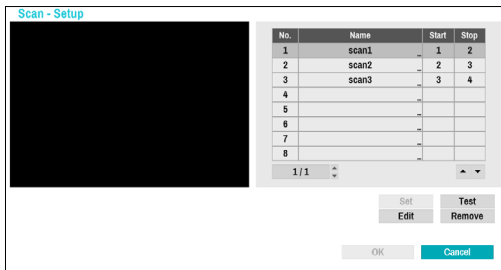 Scan - Setup
No. Name Start Stop
1 scan1 ... 1 2
2 scan2 ... 2 3
3 scan3 ... 3 4
4 ...
5 ...
6 ...
7 ...
8 ...
1 / 1
Set Test
Edit Remove
OK Cancel